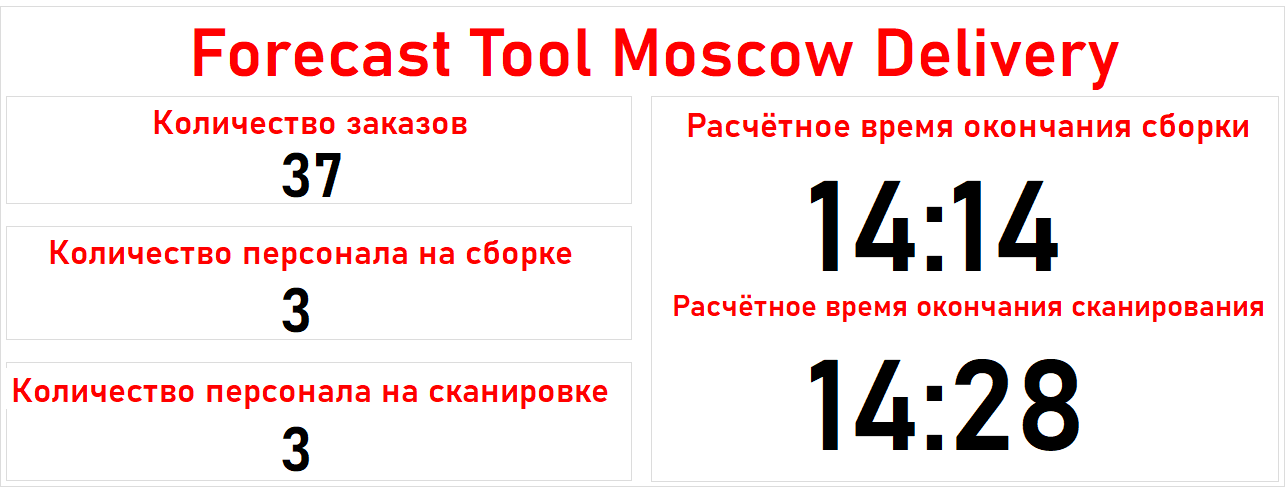 Forecast Tool Moscow Delivery
Количество заказов
37
Количество персонала на сборке
3
Количество персонала на сканировке
3
Расчётное время окончания сборки
14:14
Расчётное время окончания сканирования
14:28